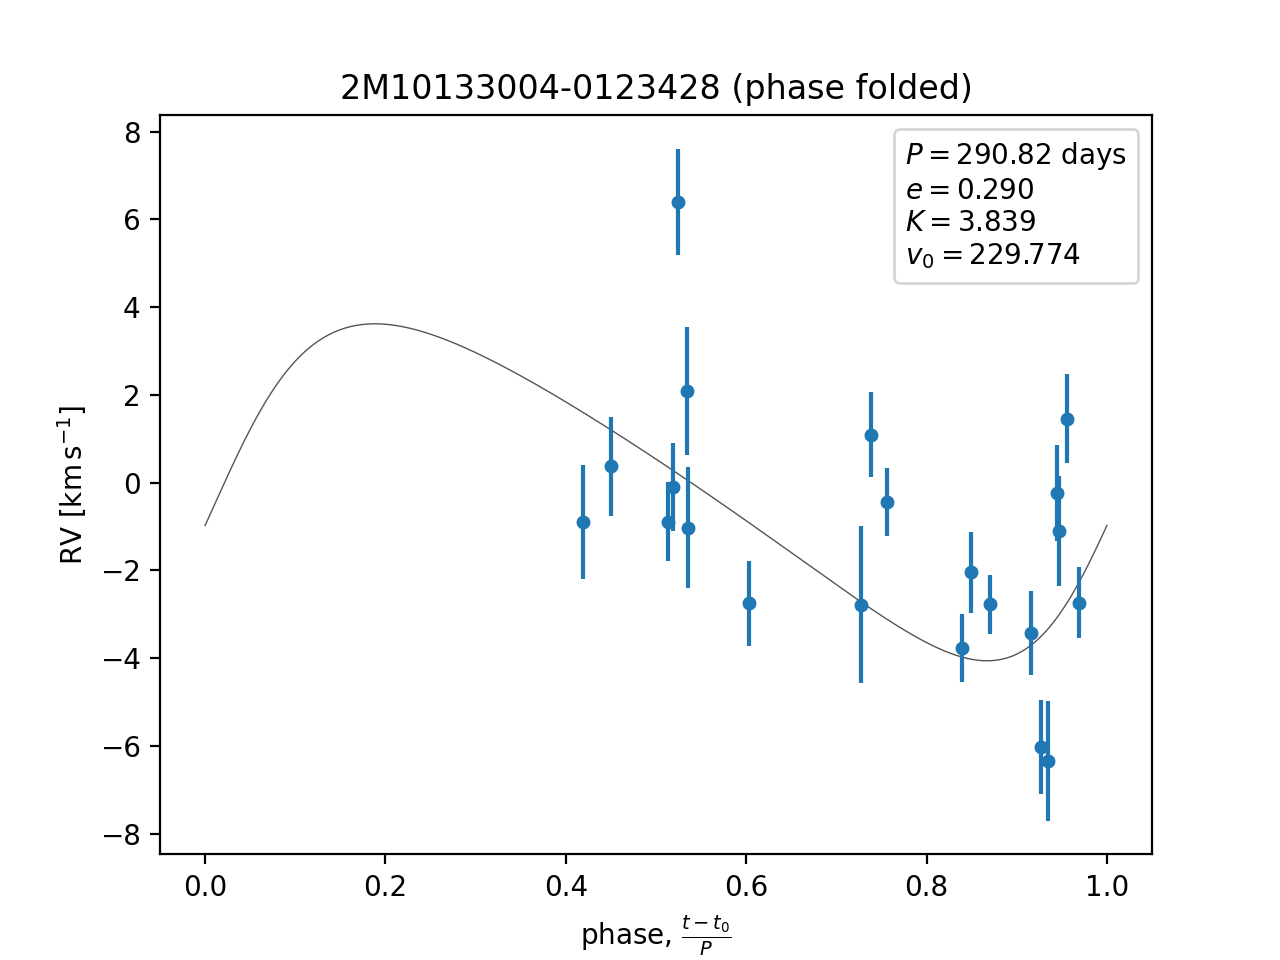 2M10133004-0123428 (phase folded)
P = 290.82 days
e = 0.290
K = 3.839
v₀ = 229.774
8
6
4
2
0
−2
−4
−6
−8
RV [km s⁻¹]
0.0 0.2 0.4 0.6 0.8 1.0
phase, (t − t₀)/P